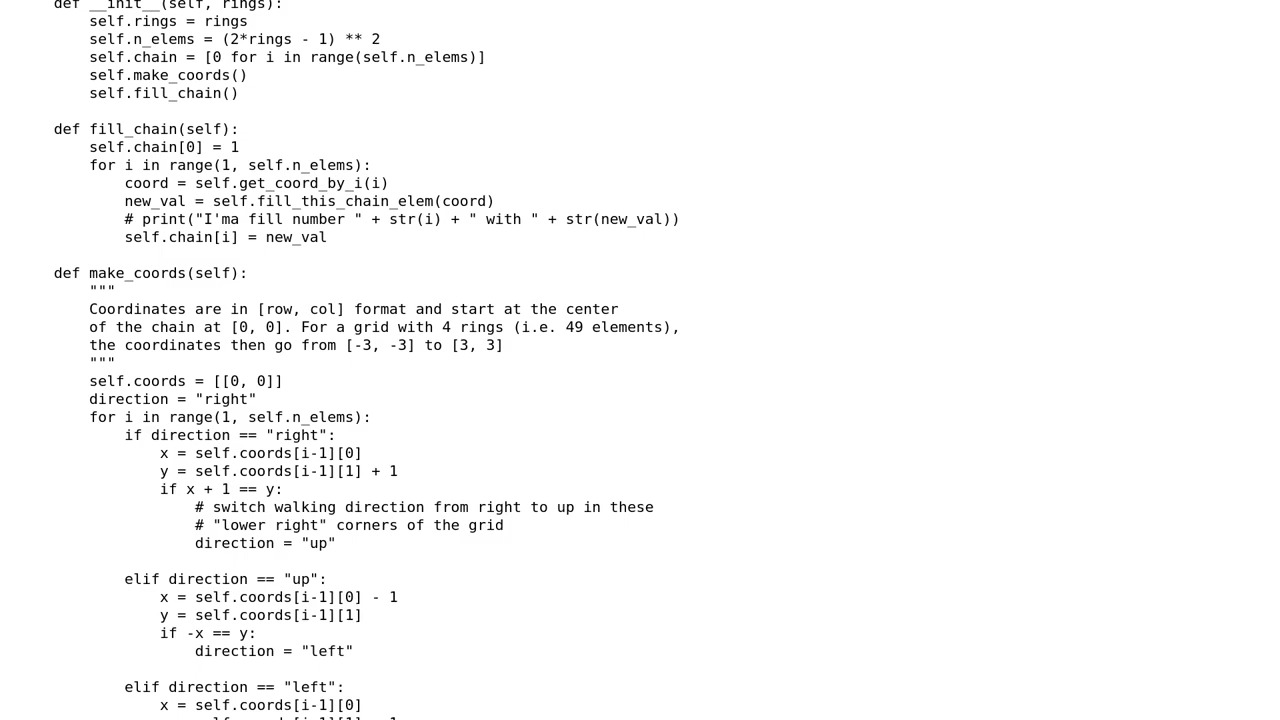 def __init__(self, rings):
self.rings = rings
self.n_elems = (2*rings - 1) ** 2
self.chain = [0 for i in range(self.n_elems)]
self.make_coords()
self.fill_chain()
def fill_chain(self):
self.chain[0] = 1
for i in range(1, self.n_elems):
coord = self.get_coord_by_i(i)
new_val = self.fill_this_chain_elem(coord)
# print("I'ma fill number " + str(i) + " with " + str(new_val))
self.chain[i] = new_val
def make_coords(self):
"""
Coordinates are in [row, col] format and start at the center
of the chain at [0, 0]. For a grid with 4 rings (i.e. 49 elements),
the coordinates then go from [-3, -3] to [3, 3]
"""
self.coords = [[0, 0]]
direction = "right"
for i in range(1, self.n_elems):
if direction == "right":
x = self.coords[i-1][0]
y = self.coords[i-1][1] + 1
if x + 1 == y:
# switch walking direction from right to up in these
# "lower right" corners of the grid
direction = "up"
elif direction == "up":
x = self.coords[i-1][0] - 1
y = self.coords[i-1][1]
if -x == y:
direction = "left"
elif direction == "left":
x = self.coords[i-1][0]